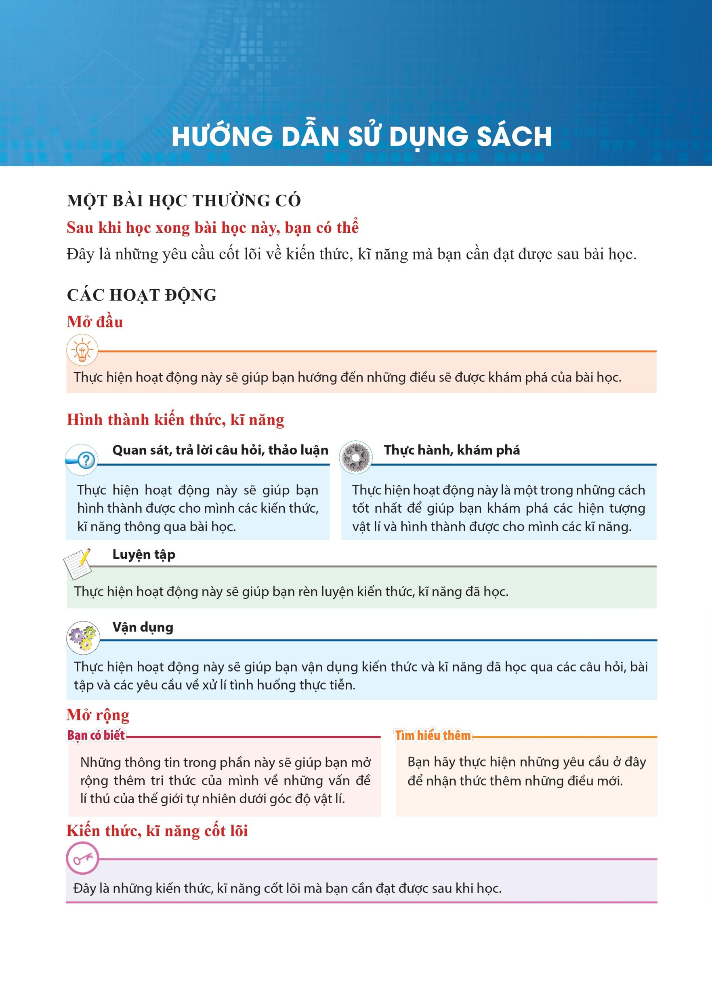 HƯỚNG DẪN SỬ DỤNG SÁCH
MỘT BÀI HỌC THƯỜNG CÓ
Sau khi học xong bài học này, bạn có thể
Đây là những yêu cầu cốt lõi về kiến thức, kĩ năng mà bạn cần đạt được sau bài học.
CÁC HOẠT ĐỘNG
Mở đầu
Thực hiện hoạt động này sẽ giúp bạn hướng đến những điều sẽ được khám phá của bài học.
Hình thành kiến thức, kĩ năng
?
Quan sát, trả lời câu hỏi, thảo luận
Thực hiện hoạt động này sẽ giúp bạn
hình thành được cho mình các kiến thức,
kĩ năng thông qua bài học.
Thực hành, khám phá
Thực hiện hoạt động này là một trong những cách
tốt nhất để giúp bạn khám phá các hiện tượng
vật lí và hình thành được cho mình các kĩ năng.
Luyện tập
Thực hiện hoạt động này sẽ giúp bạn rèn luyện kiến thức, kĩ năng đã học.
Vận dụng
Thực hiện hoạt động này sẽ giúp bạn vận dụng kiến thức và kĩ năng đã học qua các câu hỏi, bài
tập và các yêu cầu về xử lí tình huống thực tiễn.
Mở rộng
Bạn có biết
Những thông tin trong phần này sẽ giúp bạn mở
rộng thêm tri thức của mình về những vấn đề
lí thú của thế giới tự nhiên dưới góc độ vật lí.
Tìm hiểu thêm
Bạn hãy thực hiện những yêu cầu ở đây
để nhận thức thêm những điều mới.
Kiến thức, kĩ năng cốt lõi
Đây là những kiến thức, kĩ năng cốt lõi mà bạn cần đạt được sau khi học.